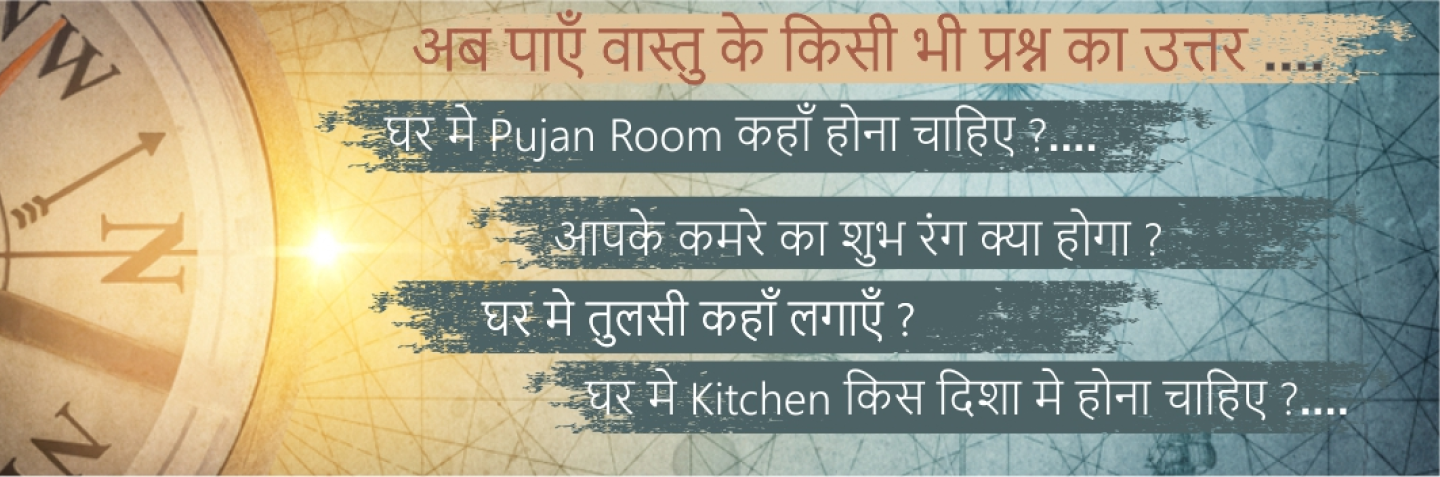 अब पाएँ वास्तु के किसी भी प्रश्न का उत्तर ....
घर मे Pujan Room कहाँ होना चाहिए ?....
आपके कमरे का शुभ रंग क्या होगा ?
घर मे तुलसी कहाँ लगाएँ ?
घर मे Kitchen किस दिशा मे होना चाहिए ?....
W
N
N